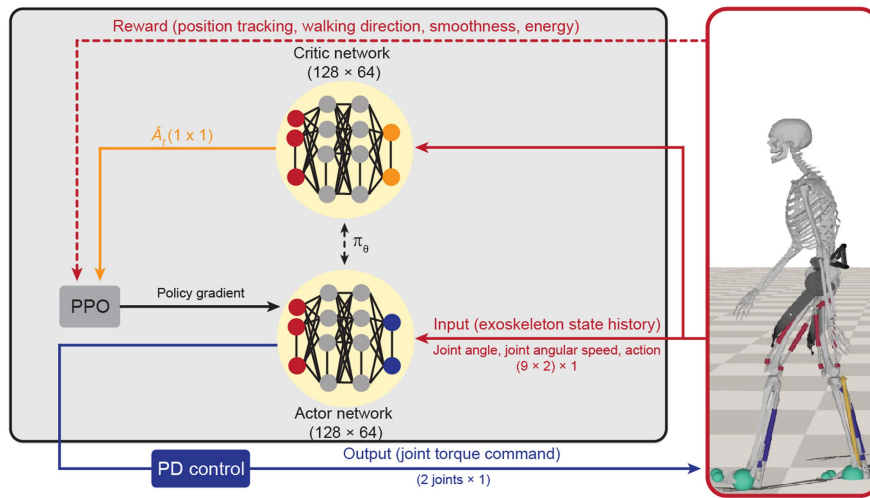 Reward (position tracking, walking direction, smoothness, energy)
Critic network
(128 × 64)
Â_t (1 x 1)
π_θ
PPO
Policy gradient
Input (exoskeleton state history)
Joint angle, joint angular speed, action
(9 × 2) × 1
Actor network
(128 × 64)
PD control
Output (joint torque command)
(2 joints × 1)